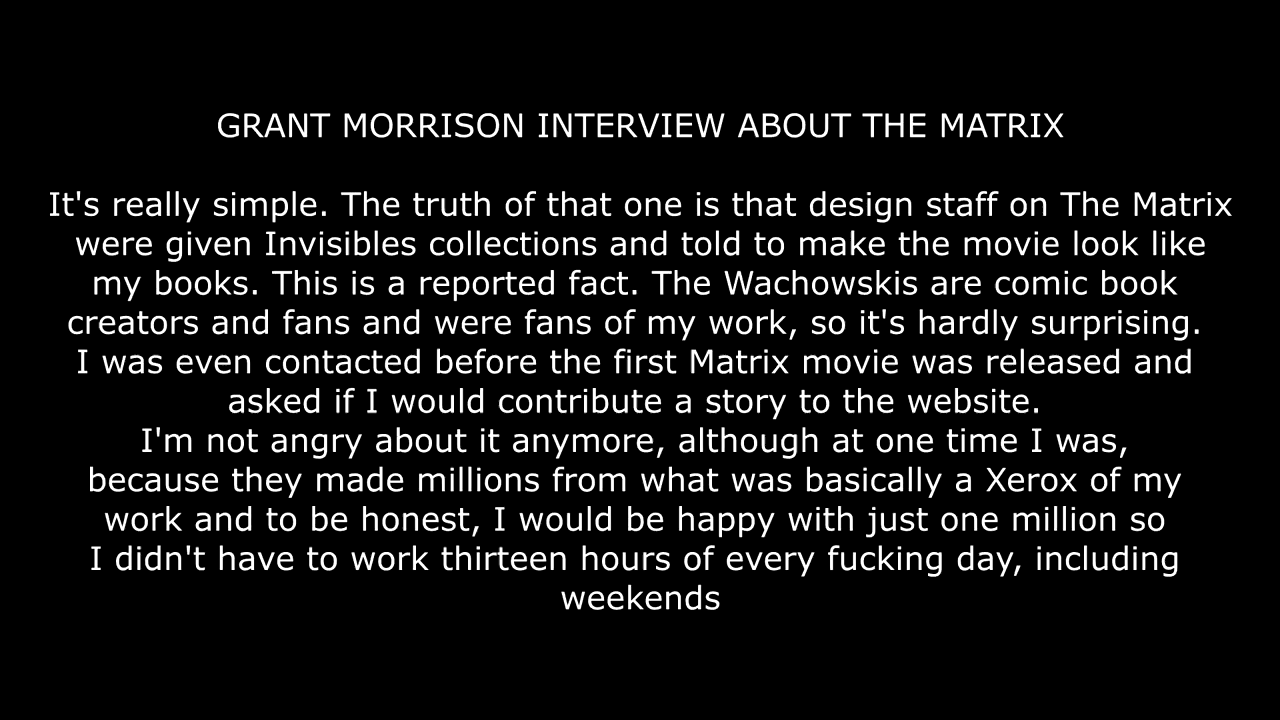 GRANT MORRISON INTERVIEW ABOUT THE MATRIX
It's really simple. The truth of that one is that design staff on The Matrix
were given Invisibles collections and told to make the movie look like
my books. This is a reported fact. The Wachowskis are comic book
creators and fans and were fans of my work, so it's hardly surprising.
I was even contacted before the first Matrix movie was released and
asked if I would contribute a story to the website.
I'm not angry about it anymore, although at one time I was,
because they made millions from what was basically a Xerox of my
work and to be honest, I would be happy with just one million so
I didn't have to work thirteen hours of every fucking day, including
weekends